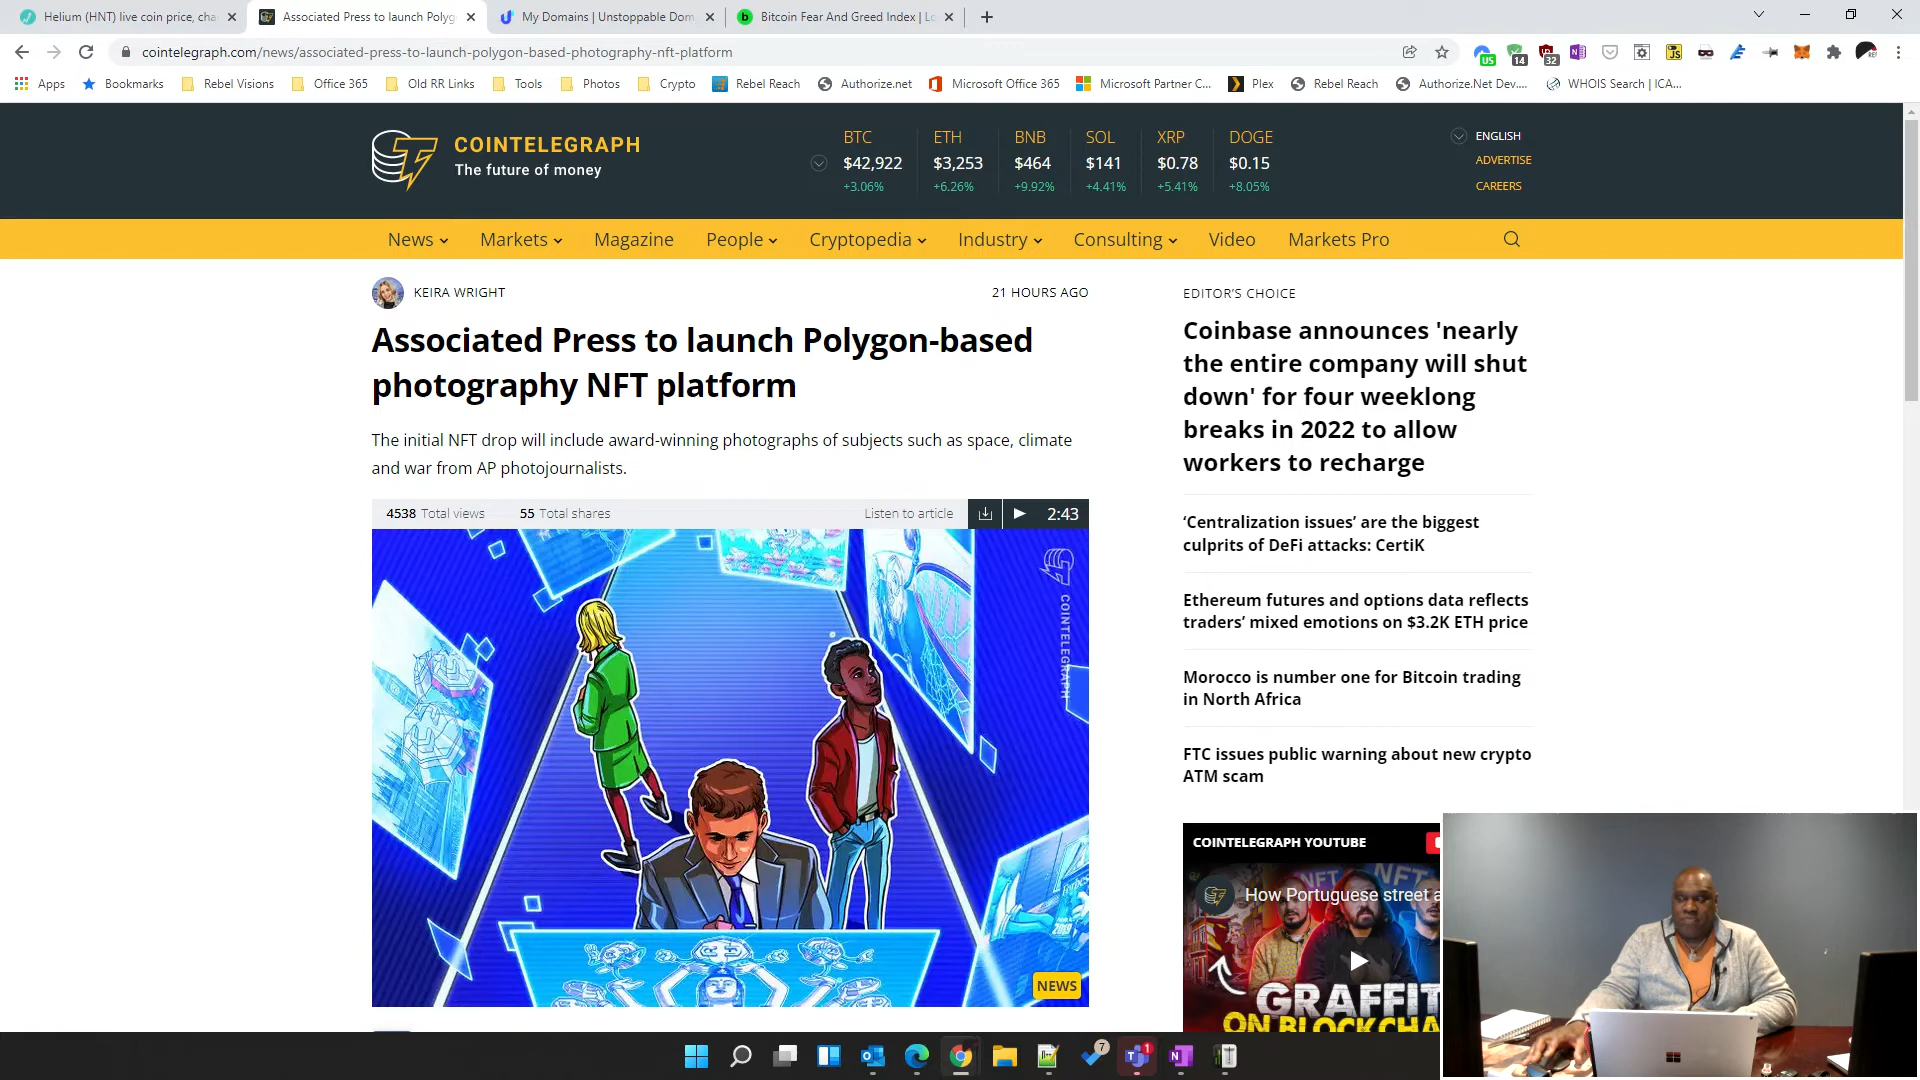 Helium (HNT) live coin price, cha
Associated Press to launch Polyg
My Domains | Unstoppable Dom
Bitcoin Fear And Greed Index | Lo
cointelegraph.com/news/associated-press-to-launch-polygon-based-photography-nft-platform
US
14
32
JS
Apps
Bookmarks
Rebel Visions
Office 365
Old RR Links
Tools
Photos
Crypto
Rebel Reach
Authorize.net
Microsoft Office 365
Microsoft Partner C...
Plex
Rebel Reach
Authorize.Net Dev....
WHOIS Search | ICA...
COINTELEGRAPH
The future of money
BTC
$42,922
+3.06%
ETH
$3,253
+6.26%
BNB
$464
+9.92%
SOL
$141
+4.41%
XRP
$0.78
+5.41%
DOGE
$0.15
+8.05%
ENGLISH
ADVERTISE
CAREERS
News
Markets
Magazine
People
Cryptopedia
Industry
Consulting
Video
Markets Pro
KEIRA WRIGHT
21 HOURS AGO
Associated Press to launch Polygon-based
photography NFT platform
The initial NFT drop will include award-winning photographs of subjects such as space, climate
and war from AP photojournalists.
4538 Total views
55 Total shares
Listen to article
2:43
COINTELEGRAPH
NEWS
EDITOR'S CHOICE
Coinbase announces 'nearly
the entire company will shut
down' for four weeklong
breaks in 2022 to allow
workers to recharge
‘Centralization issues’ are the biggest
culprits of DeFi attacks: CertiK
Ethereum futures and options data reflects
traders’ mixed emotions on $3.2K ETH price
Morocco is number one for Bitcoin trading
in North Africa
FTC issues public warning about new crypto
ATM scam
COINTELEGRAPH YOUTUBE
How Portuguese street a
NFT
NFT
GRAFFIT
ON BLOCKCHA
7
1